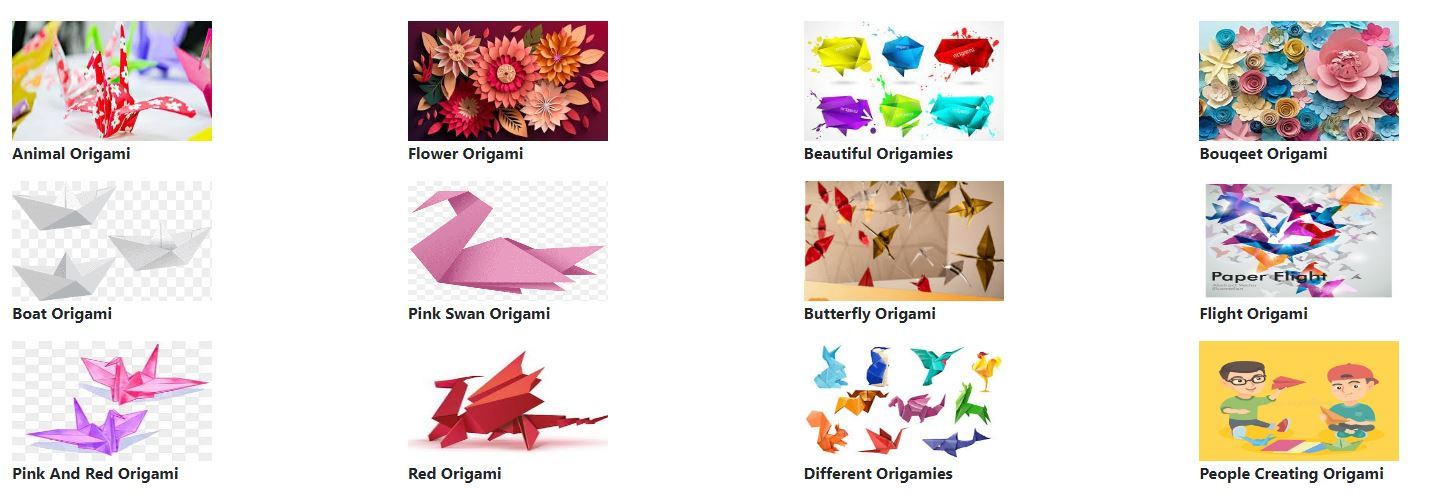 Animal Origami
Flower Origami
Beautiful Origamies
Bouqeet Origami
Boat Origami
Pink Swan Origami
Butterfly Origami
Paper Flight
Flight Origami
Pink And Red Origami
Red Origami
Different Origamies
People Creating Origami